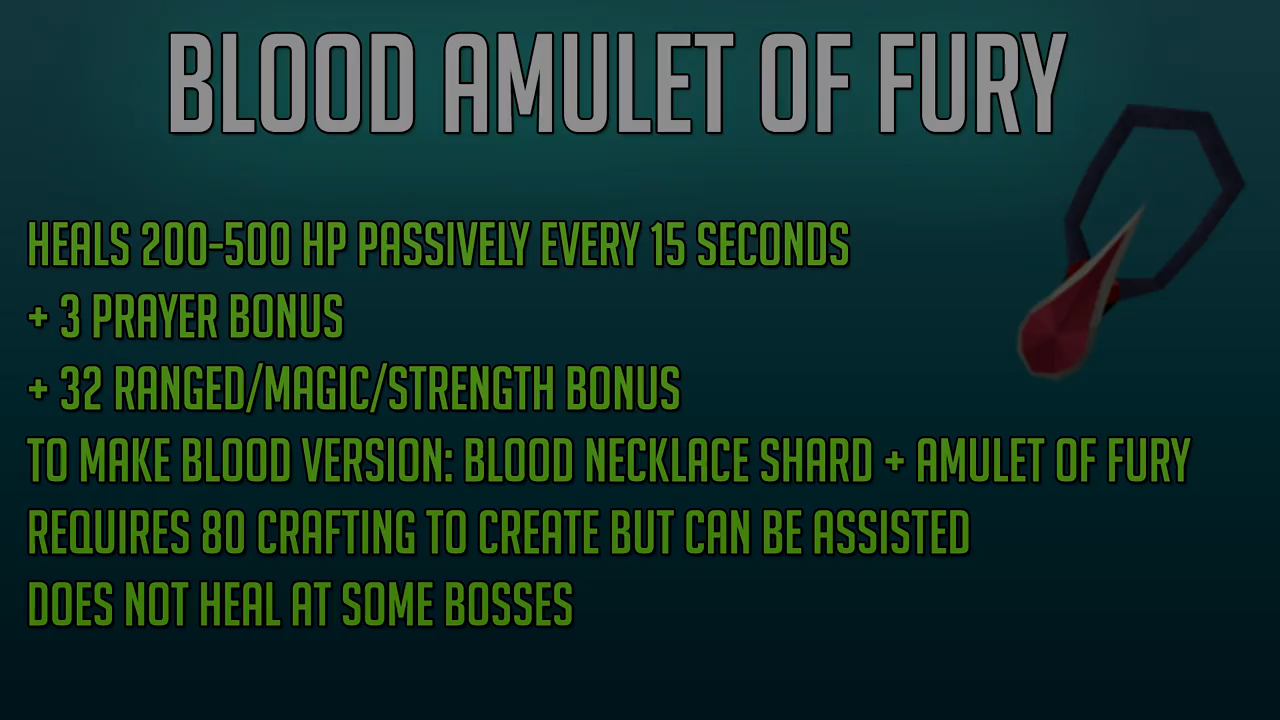 BLOOD AMULET OF FURY
HEALS 200-500 HP PASSIVELY EVERY 15 SECONDS
+ 3 PRAYER BONUS
+ 32 RANGED/MAGIC/STRENGTH BONUS
TO MAKE BLOOD VERSION: BLOOD NECKLACE SHARD + AMULET OF FURY
REQUIRES 80 CRAFTING TO CREATE BUT CAN BE ASSISTED
DOES NOT HEAL AT SOME BOSSES